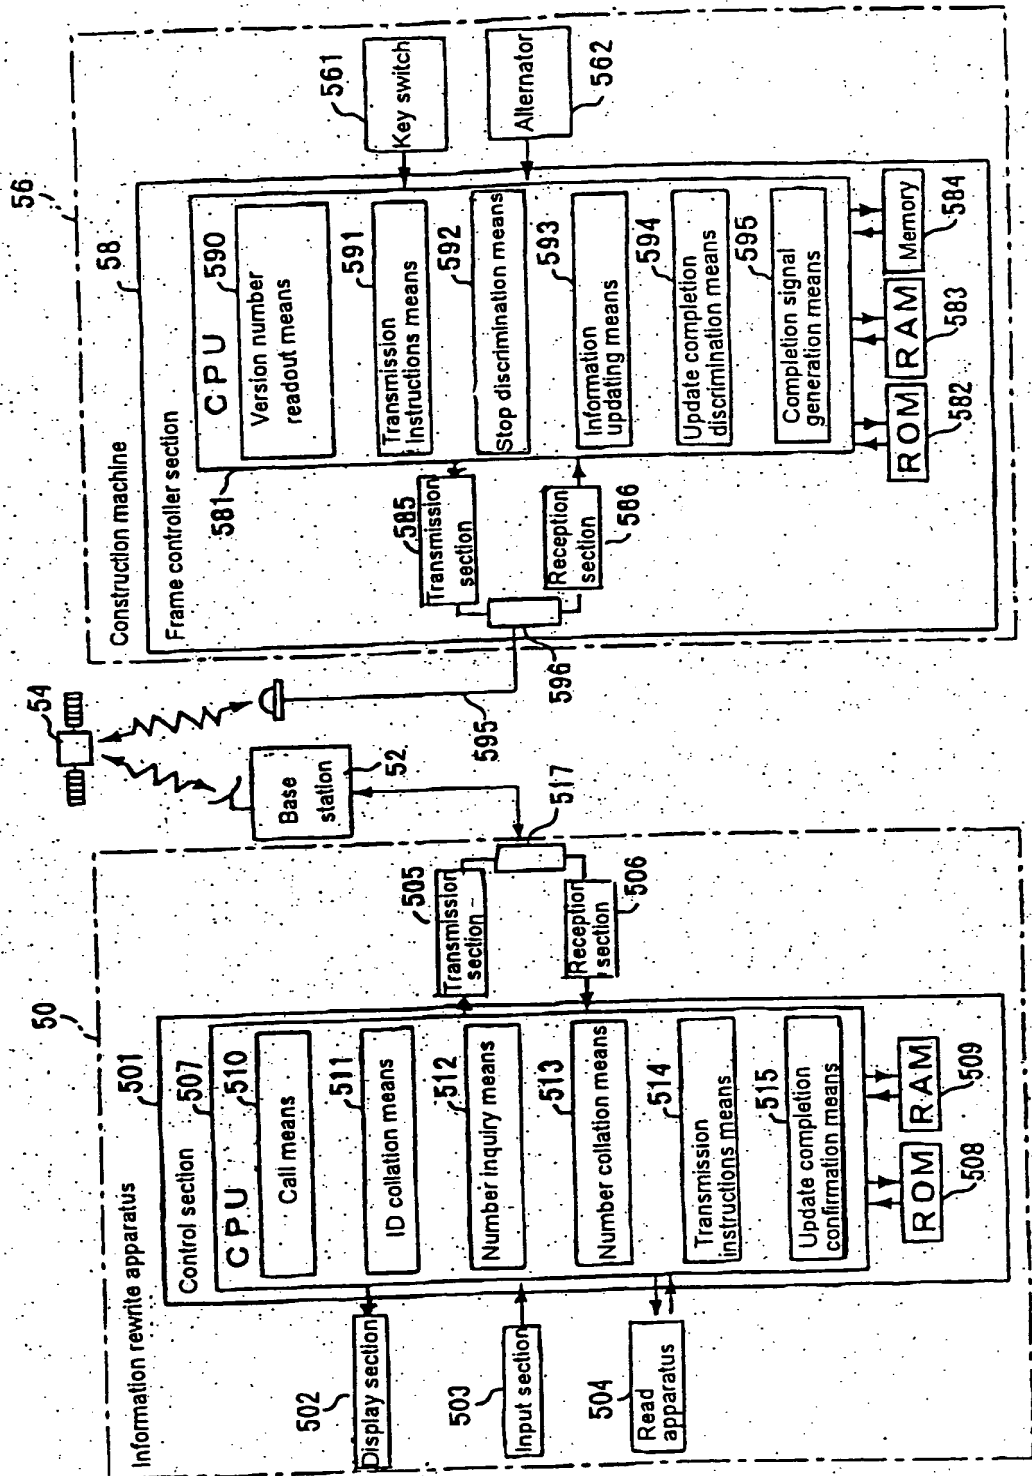 50
Information rewrite apparatus
501
Control section
507
CPU
510
Call means
511
ID collation means
512
Number Inquiry means
513
Number collation means
514
Transmission
instructions means
515
Update completion
confirmation means
502
Display section
503
Input section
504
Read
apparatus
505
Transmission
section
506
Reception
section
517
ROM
508
RAM
509
54
Base
station
52
595
596
56
Construction machine
58
Frame controller section
581
CPU
590
Version number
readout means
591
Transmission
Instructions means
592
Stop discrimination means
593
Information
updating means
594
Update completion
discrimination means
595
Completion signal
generation means
585
Transmission
section
Reception
section
586
561
Key switch
Alternator
562
ROM
582
RAM
583
Memory
584